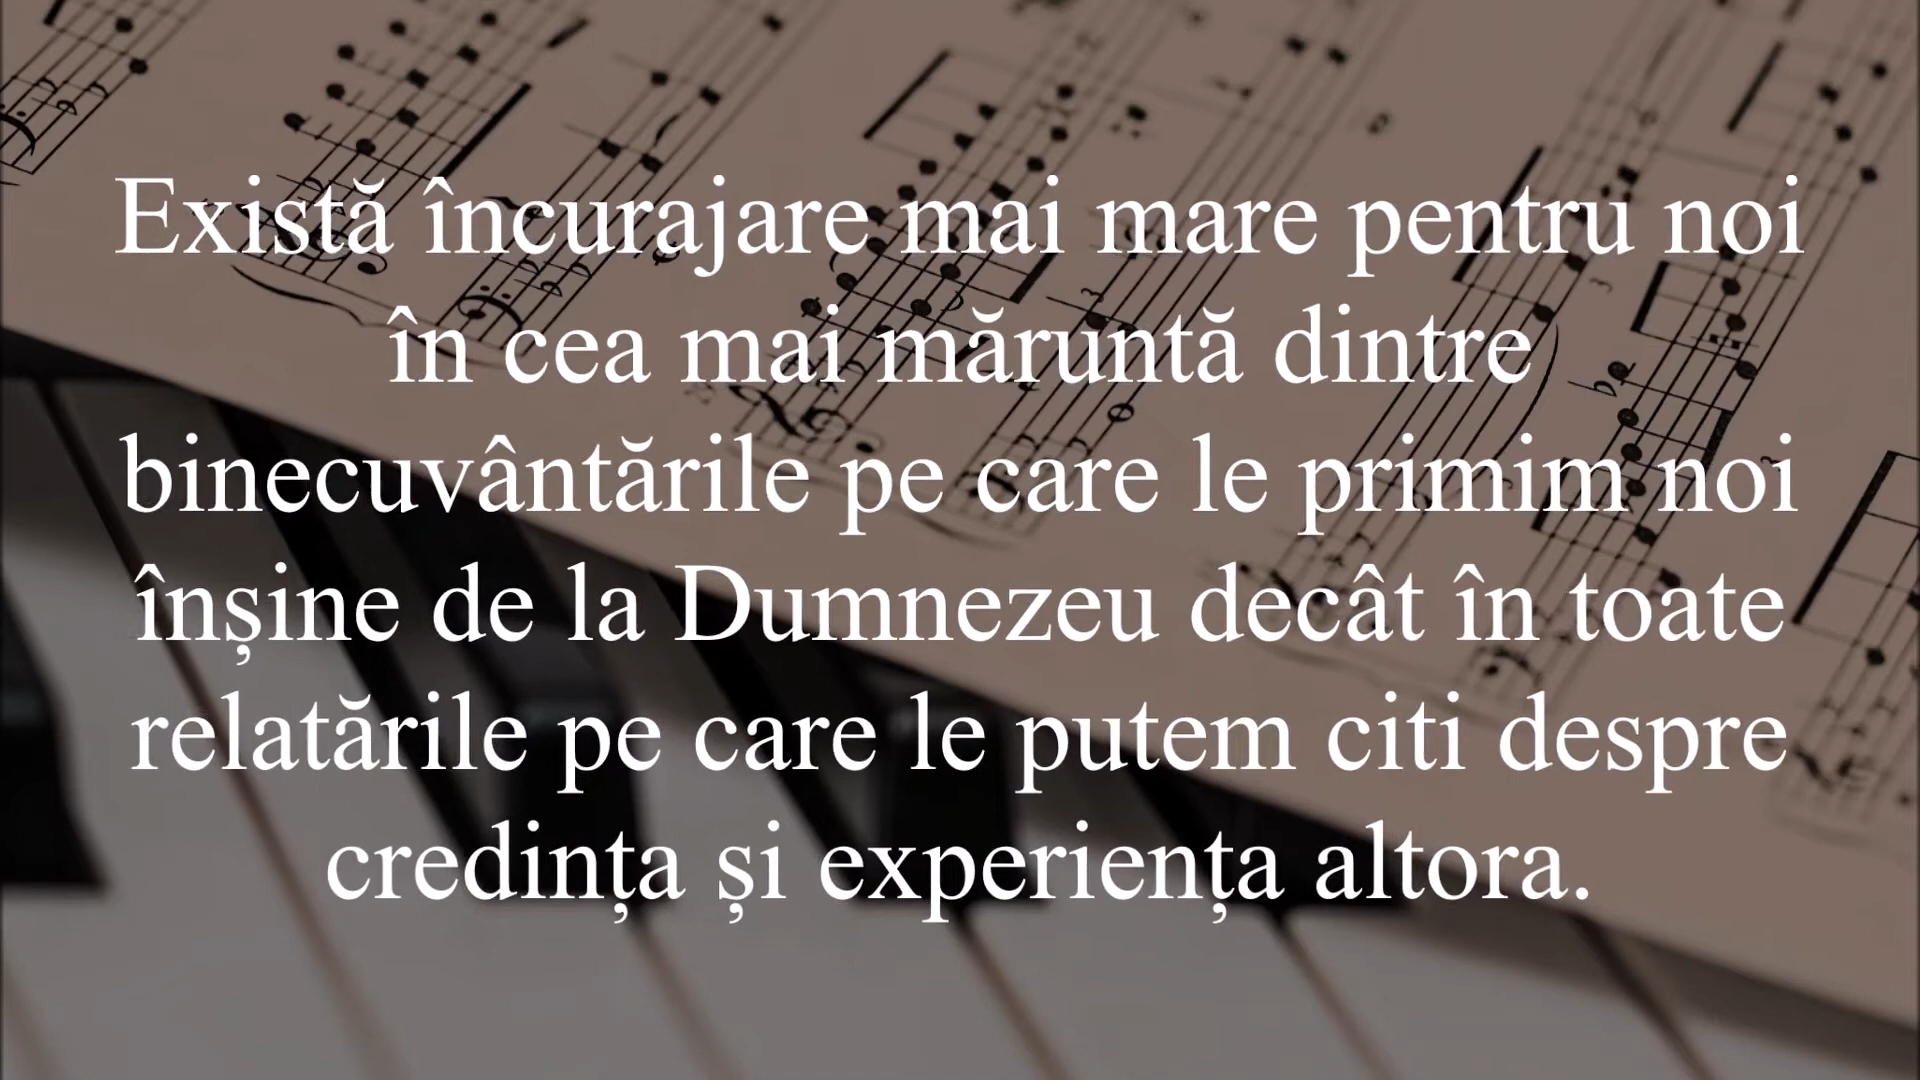 Există încurajare mai mare pentru noi
în cea mai măruntă dintre
binecuvântările pe care le primim noi
înșine de la Dumnezeu decât în toate
relatările pe care le putem citi despre
credința și experiența altora.